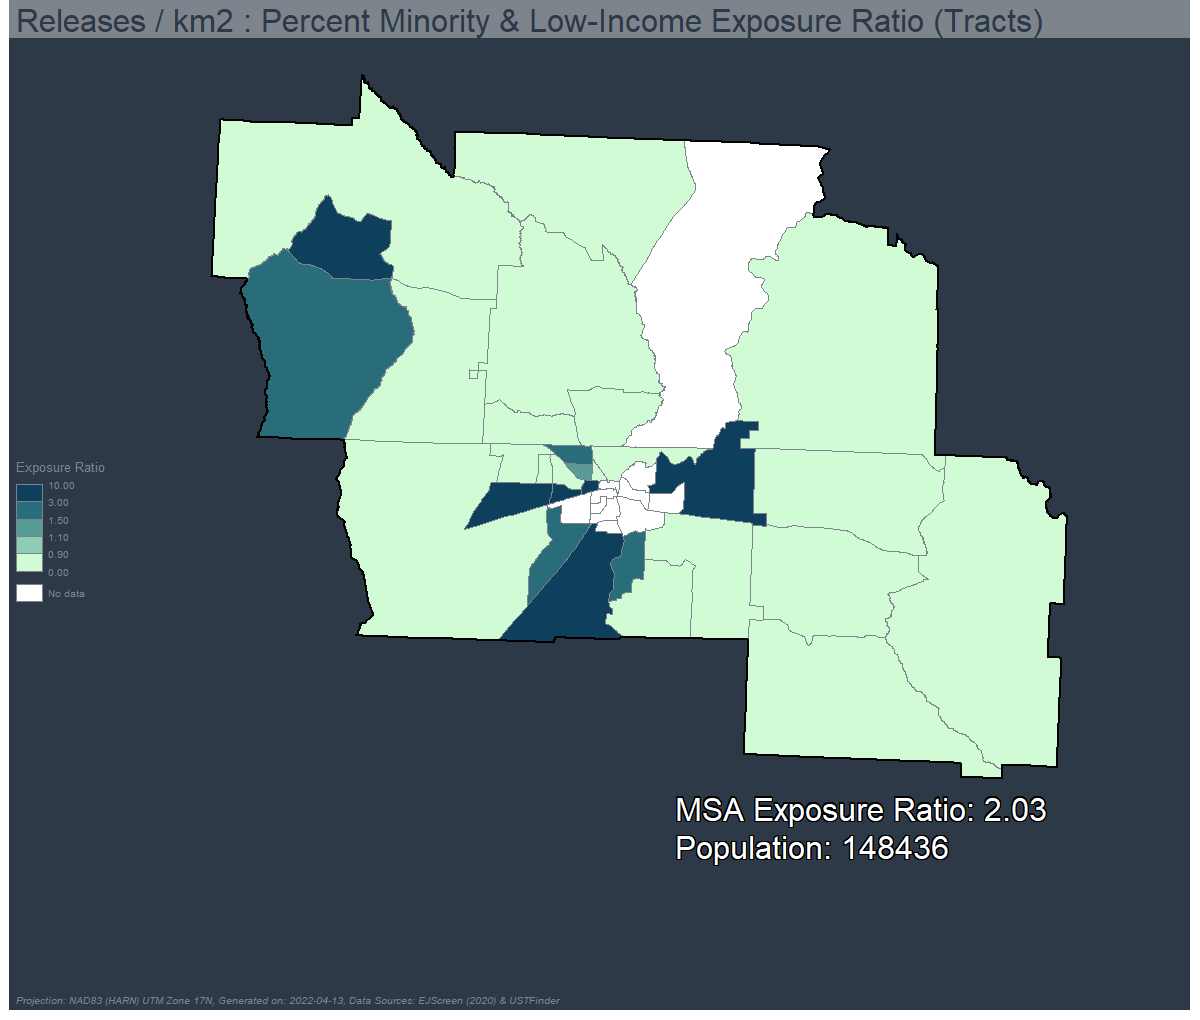 Releases / km2 : Percent Minority & Low-Income Exposure Ratio (Tracts)
Exposure Ratio
10.00
3.00
1.50
1.10
0.90
0.00
No data
MSA Exposure Ratio: 2.03
Population: 148436
Projection: NAD83 (HARN) UTM Zone 17N, Generated on: 2022-04-13, Data Sources: EJScreen (2020) & USTFinder